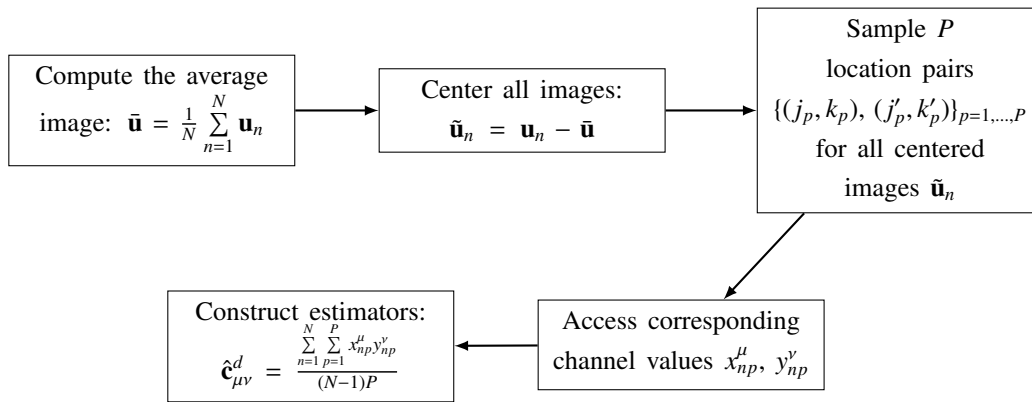 Compute the average
image: ū = 1/N ∑_{n=1}^{N} u_n
Center all images:
ũ_n = u_n − ū
Sample P
location pairs
{(j_p, k_p), (j′_p, k′_p)}_{p=1,...,P}
for all centered
images ũ_n
Access corresponding
channel values x^μ_{np}, y^ν_{np}
Construct estimators:
ĉ^d_{μν} = (∑_{n=1}^{N} ∑_{p=1}^{P} x^μ_{np} y^ν_{np}) / ((N−1)P)